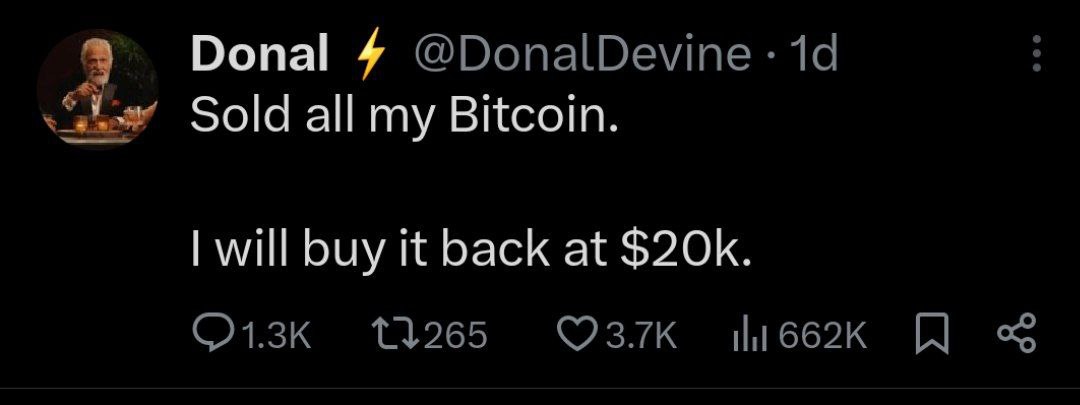 Donal ⚡ @DonalDevine · 1d
Sold all my Bitcoin.
I will buy it back at $20k.
1.3K 265 3.7K 662K